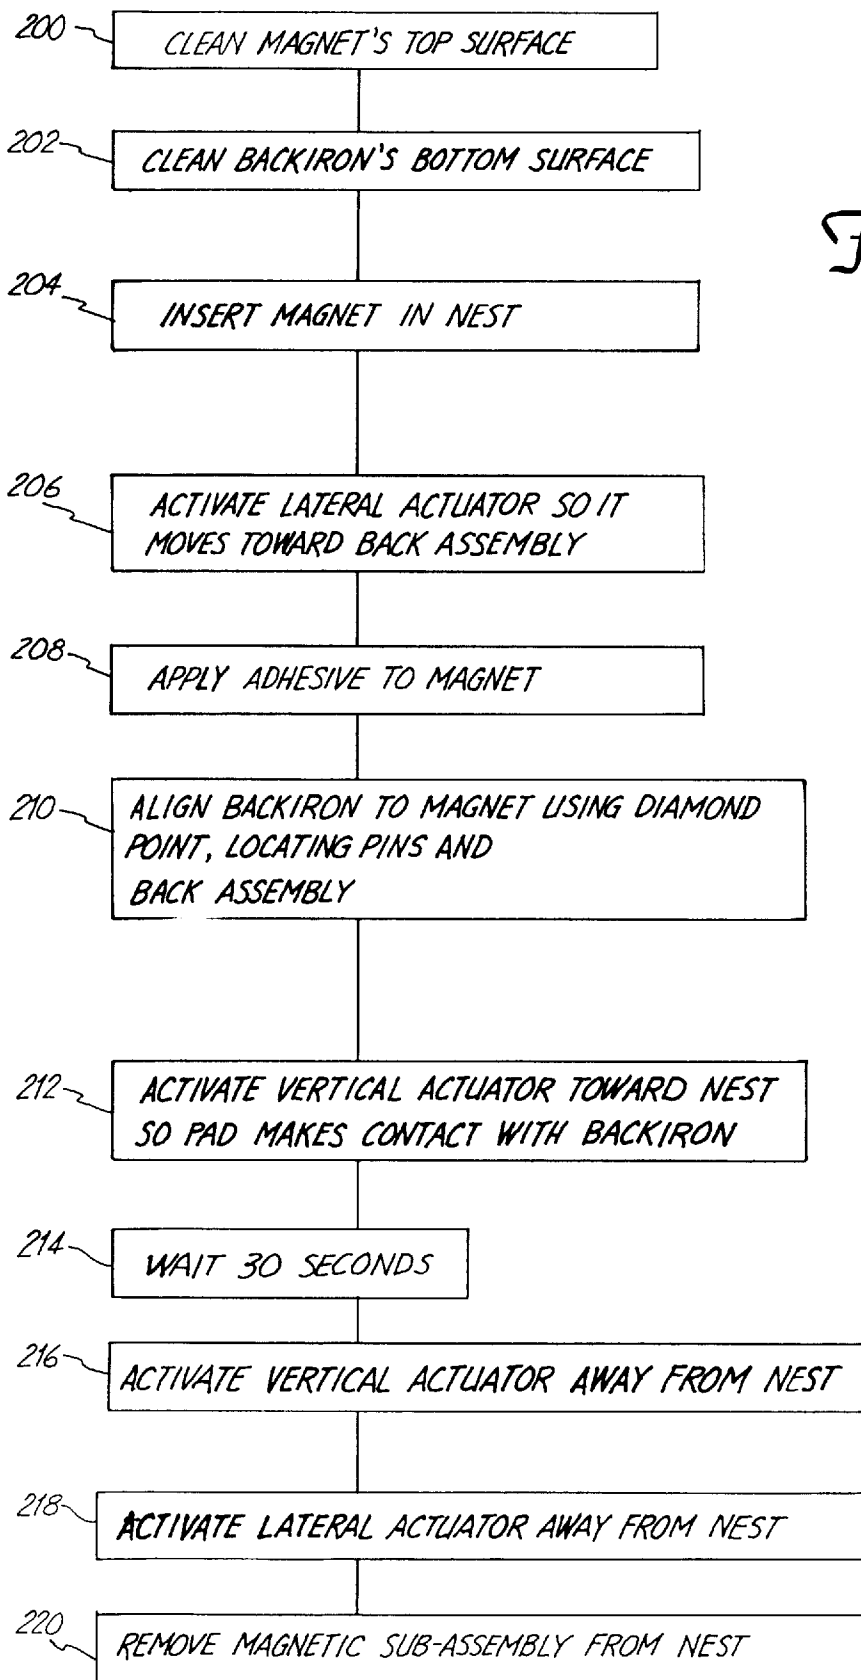 200
CLEAN MAGNET'S TOP SURFACE
202
CLEAN BACKIRON'S BOTTOM SURFACE
204
INSERT MAGNET IN NEST
206
ACTIVATE LATERAL ACTUATOR SO IT
MOVES TOWARD BACK ASSEMBLY
208
APPLY ADHESIVE TO MAGNET
210
ALIGN BACKIRON TO MAGNET USING DIAMOND
POINT, LOCATING PINS AND
BACK ASSEMBLY
212
ACTIVATE VERTICAL ACTUATOR TOWARD NEST
SO PAD MAKES CONTACT WITH BACKIRON
214
WAIT 30 SECONDS
216
ACTIVATE VERTICAL ACTUATOR AWAY FROM NEST
218
ACTIVATE LATERAL ACTUATOR AWAY FROM NEST
220
REMOVE MAGNETIC SUB-ASSEMBLY FROM NEST